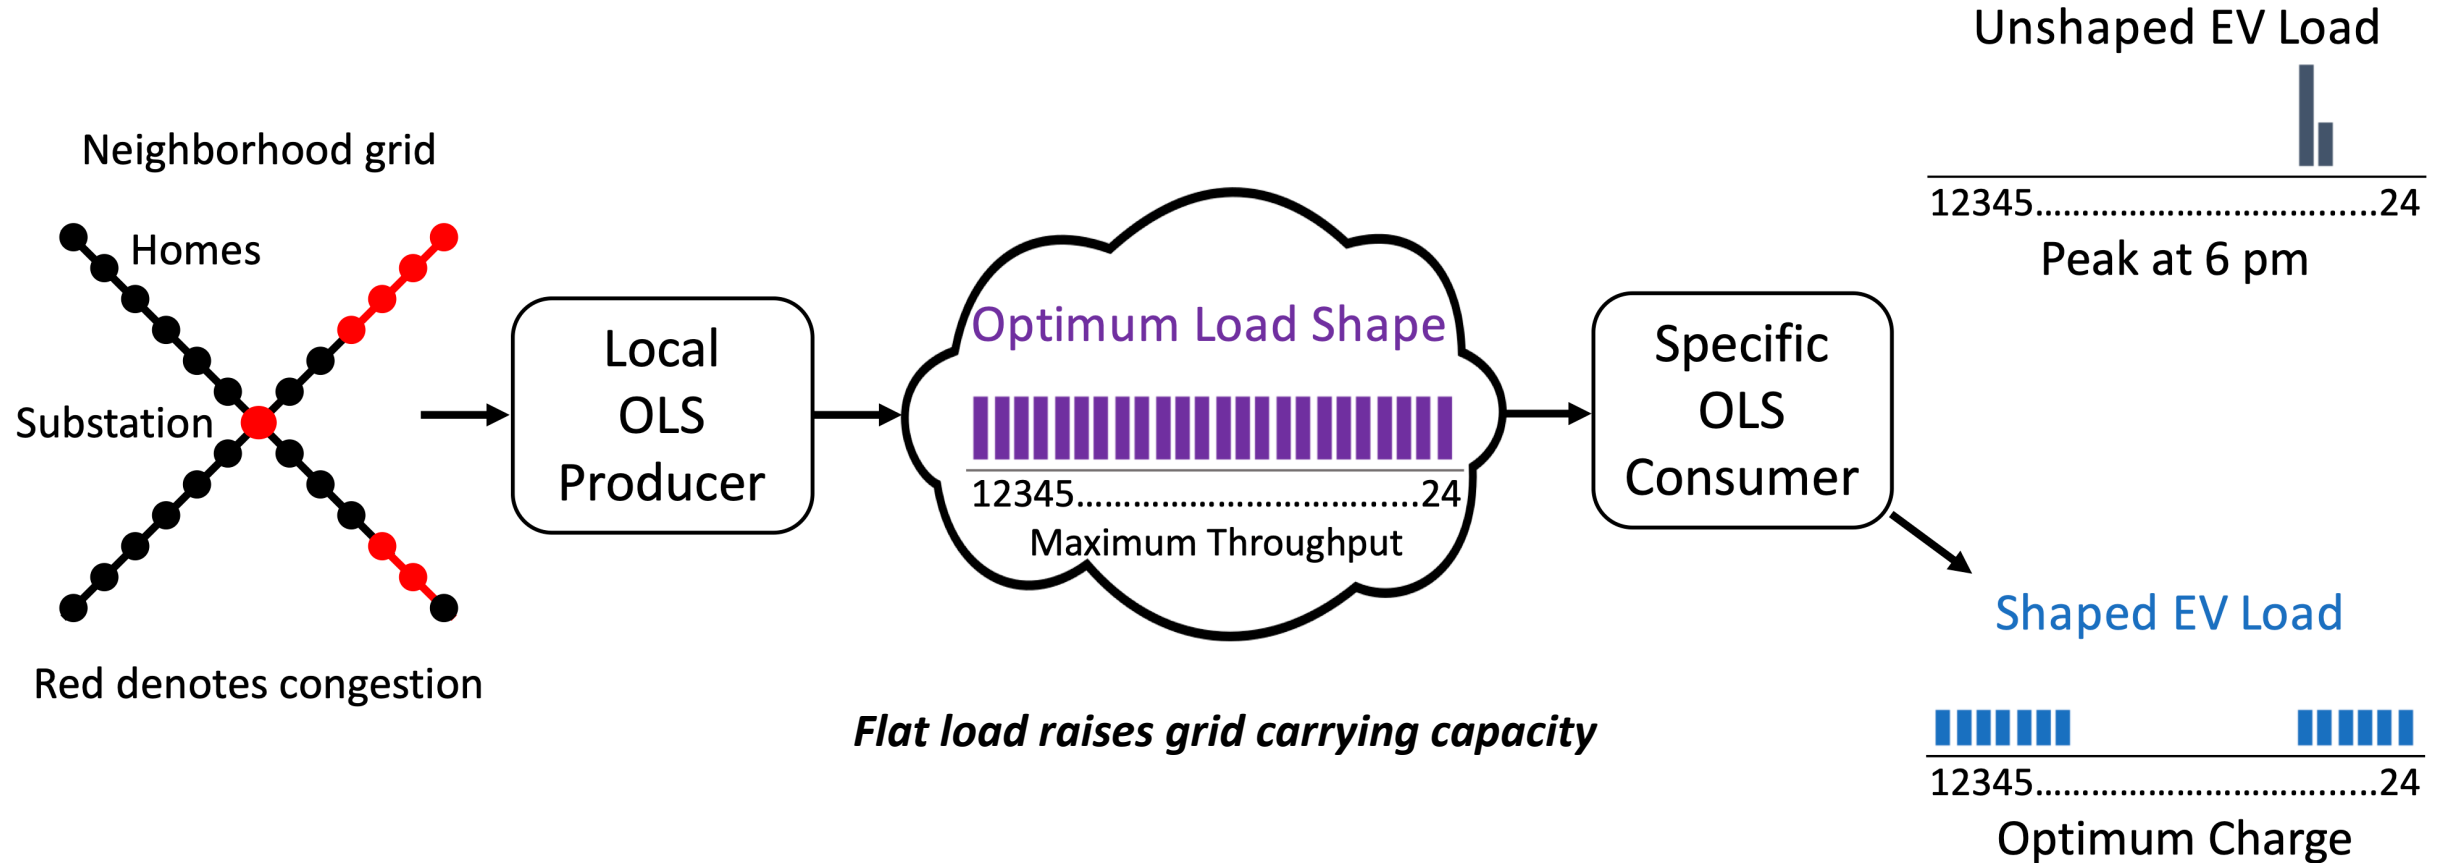 Neighborhood grid
Homes
Substation
Red denotes congestion
Local
OLS
Producer
Optimum Load Shape
12345..................................24
Maximum Throughput
Flat load raises grid carrying capacity
Specific
OLS
Consumer
Unshaped EV Load
12345..................................24
Peak at 6 pm
Shaped EV Load
12345..................................24
Optimum Charge